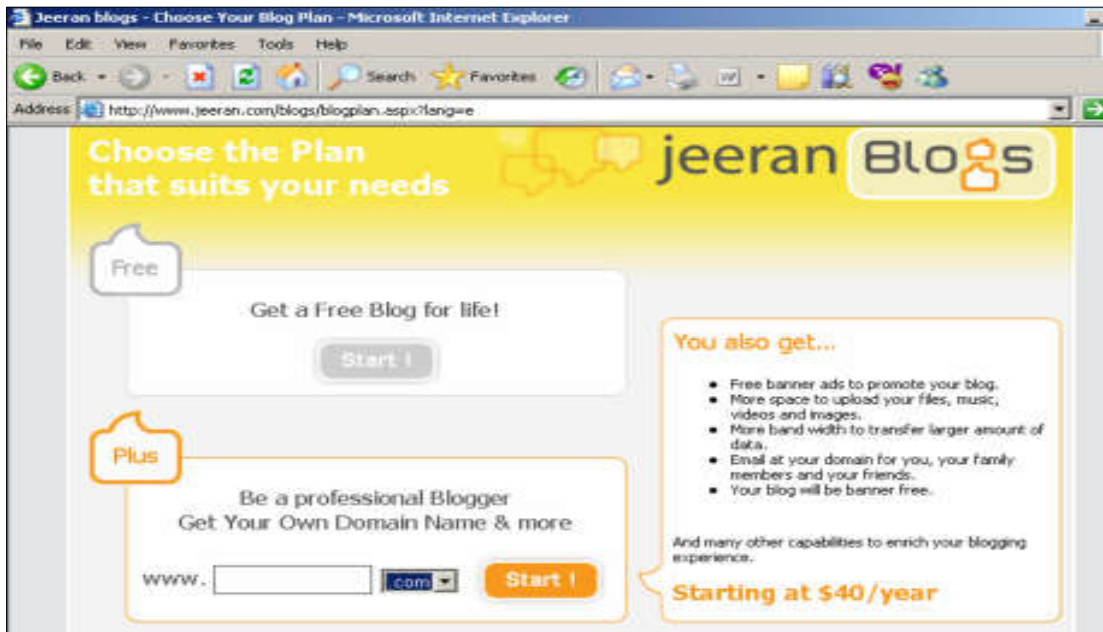 Jeeran blogs - Choose Your Blog Plan - Microsoft Internet Explorer
File Edit View Favorites Tools Help
Back Search Favorites
Address http://www.jeeran.com/blogs/blogplan.aspx?lang=e
Choose the Plan
that suits your needs
jeeran Blogs
Free
Get a Free Blog for life!
Start !
Plus
Be a professional Blogger
Get Your Own Domain Name & more
www. .com Start !
You also get...
• Free banner ads to promote your blog.
• More space to upload your files, music,
videos and images.
• More band width to transfer larger amount of
data.
• Email at your domain for you, your family
members and your friends.
• Your blog will be banner free.
And many other capabilities to enrich your blogging
experience.
Starting at $40/year